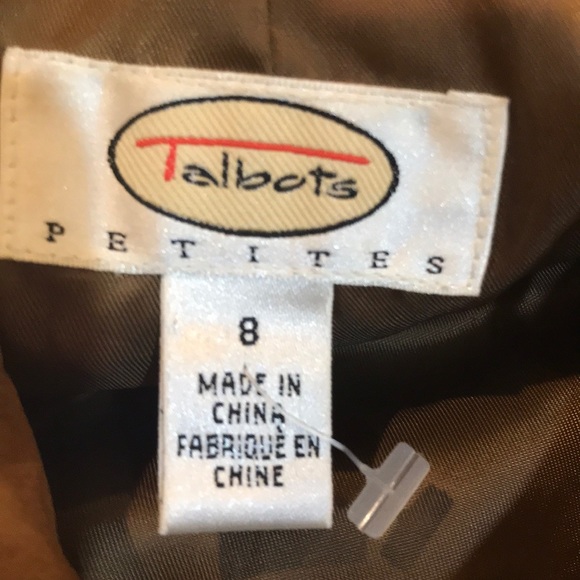 Talbots
PETITES
8
MADE IN
CHINA
FABRIQUÉ EN
CHINE